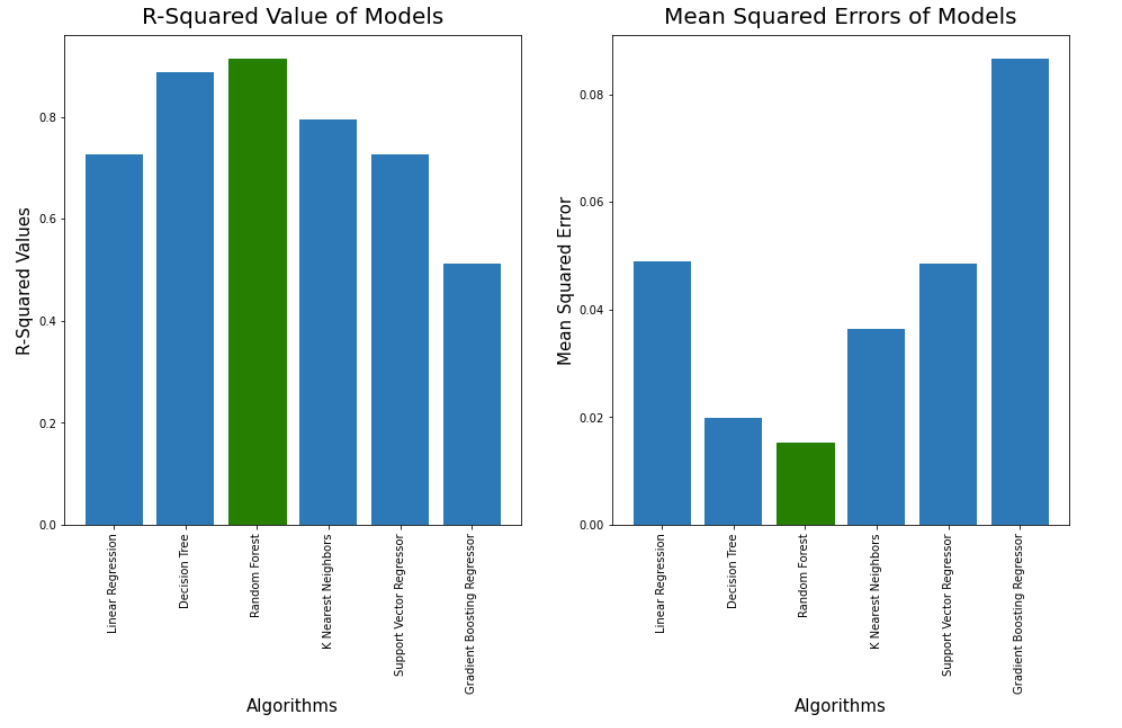 R-Squared Value of Models
R-Squared Values
0.8
0.6
0.4
0.2
0.0
Linear Regression
Decision Tree
Random Forest
K Nearest Neighbors
Support Vector Regressor
Gradient Boosting Regressor
Algorithms
Mean Squared Errors of Models
Mean Squared Error
0.08
0.06
0.04
0.02
0.00
Linear Regression
Decision Tree
Random Forest
K Nearest Neighbors
Support Vector Regressor
Gradient Boosting Regressor
Algorithms